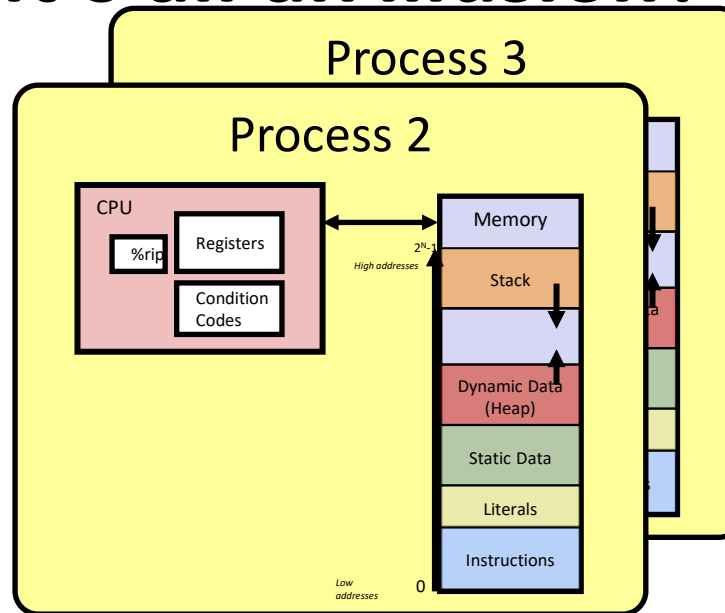 Process 3
Process 2
CPU
%rip
Registers
Condition
Codes
Memory
2ᴺ-1
High addresses
Stack
Dynamic Data
(Heap)
Static Data
Literals
Instructions
Low
addresses
0